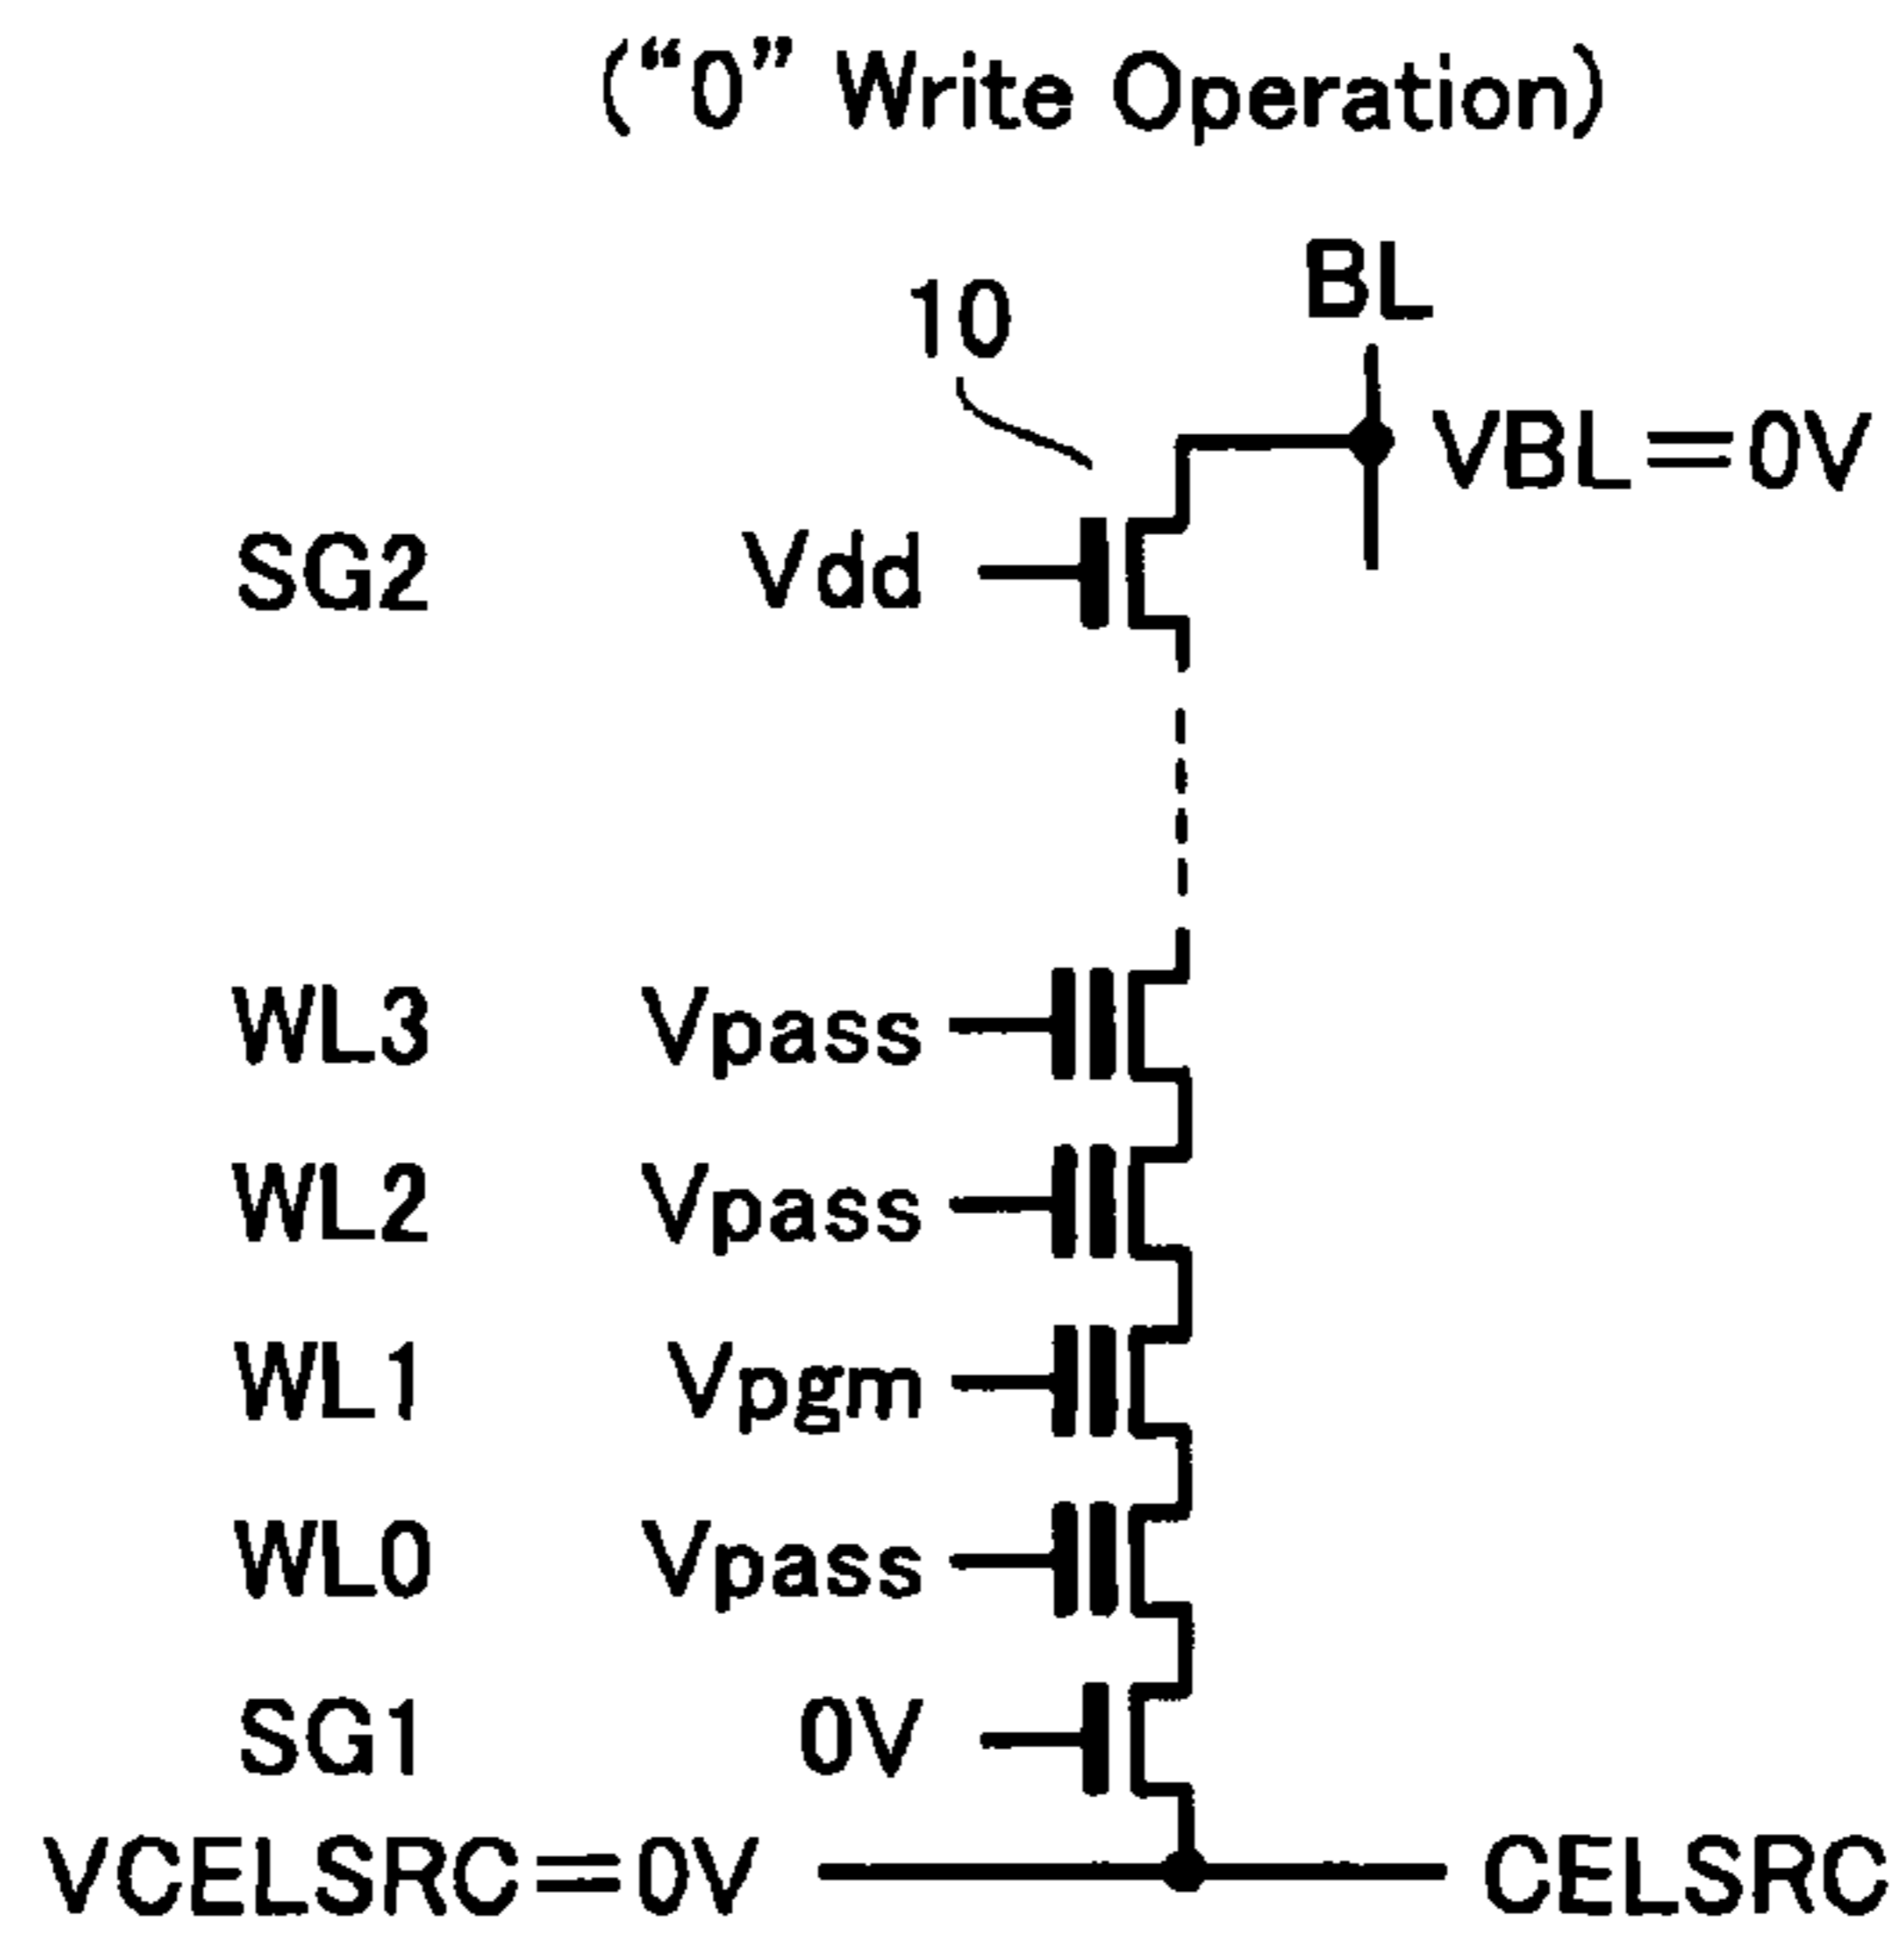 (“0” Write Operation)
BL
10
VBL=0V
SG2 Vdd
WL3 Vpass
WL2 Vpass
WL1 Vpgm
WL0 Vpass
SG1 0V
VCELSRC=0V CELSRC